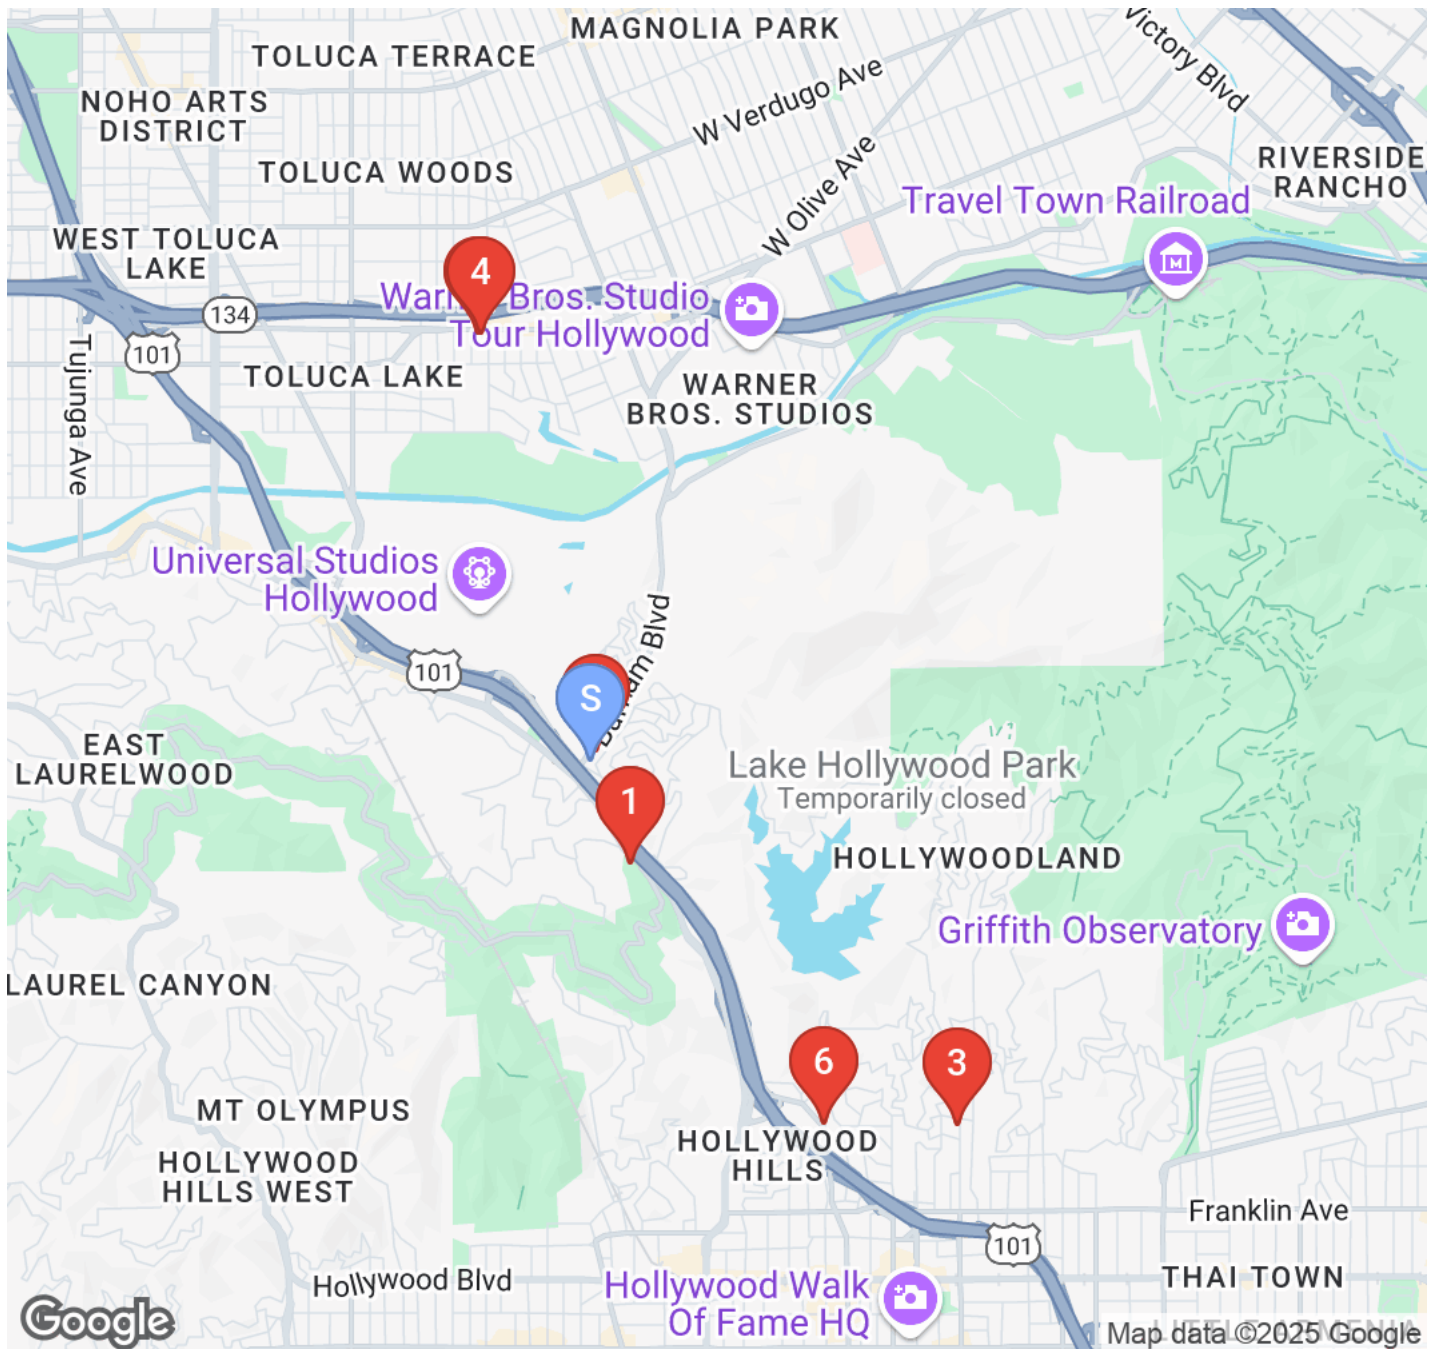 MAGNOLIA PARK
TOLUCA TERRACE
Victory Blvd
W Verdugo Ave
NOHO ARTS
DISTRICT
TOLUCA WOODS
W Olive Ave
RIVERSIDE
RANCHO
Travel Town Railroad
M
WEST TOLUCA
LAKE
4
Warn Bros. Studio
Tour Hollywood
134
101
Tujunga Ave
TOLUCA LAKE
WARNER
BROS. STUDIOS
Universal Studios
Hollywood
101
Blvd
S
EAST
LAURELWOOD
Lake Hollywood Park
Temporarily closed
1
HOLLYWOODLAND
Griffith Observatory
LAUREL CANYON
6
3
MT OLYMPUS
HOLLYWOOD
HILLS
HOLLYWOOD
HILLS WEST
Franklin Ave
101
Hollywood Blvd
Hollywood Walk
Of Fame HQ
THAI TOWN
Google
Map data ©2025 Google